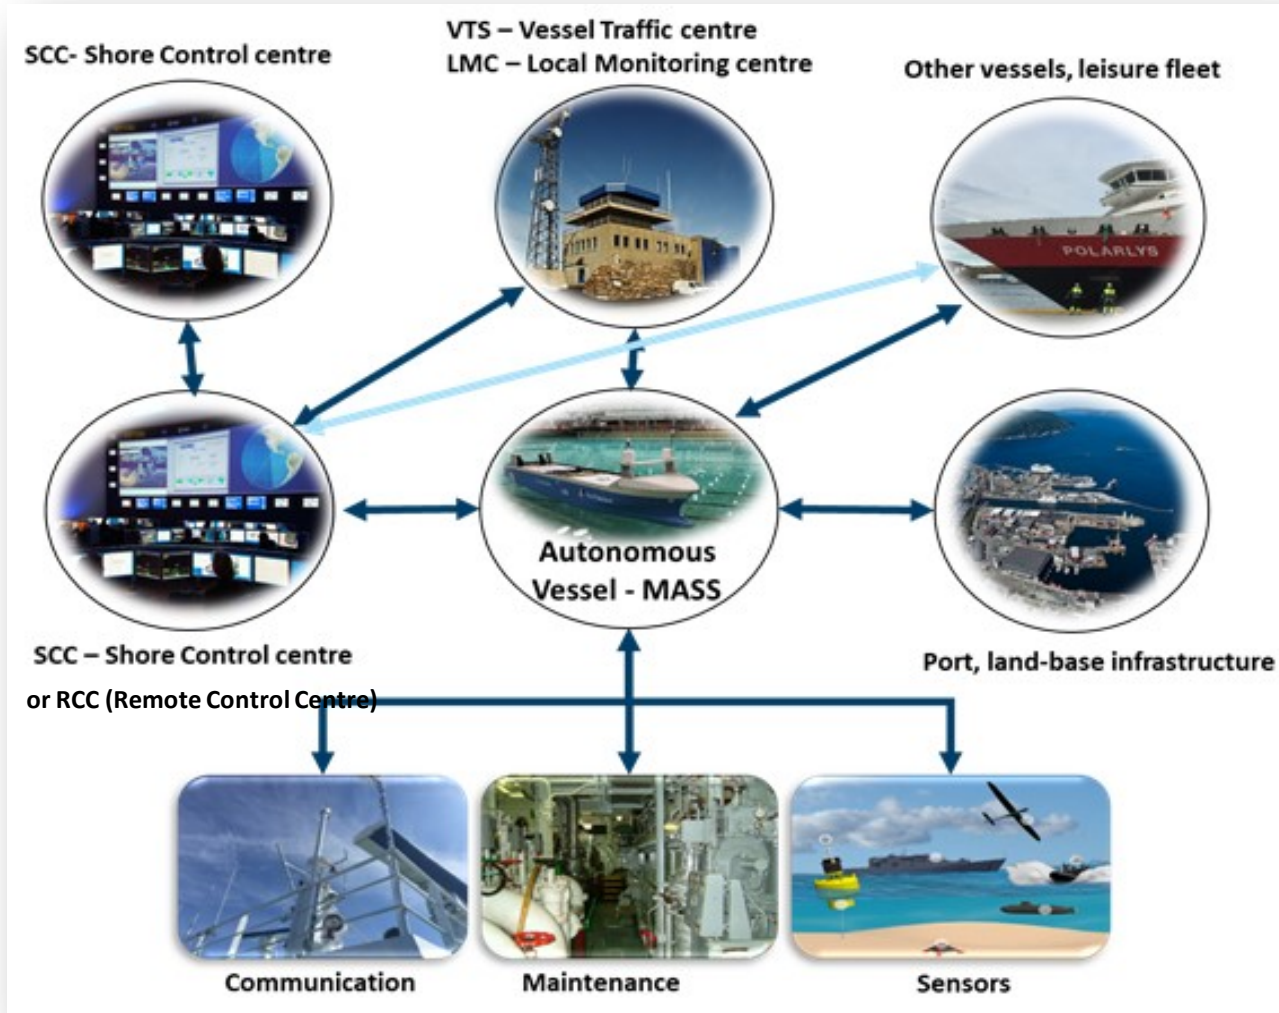 SCC- Shore Control centre
VTS – Vessel Traffic centre
LMC – Local Monitoring centre
Other vessels, leisure fleet
POLARLYS
Autonomous
Vessel - MASS
SCC – Shore Control centre
or RCC (Remote Control Centre)
Port, land-base infrastructure
Communication
Maintenance
Sensors